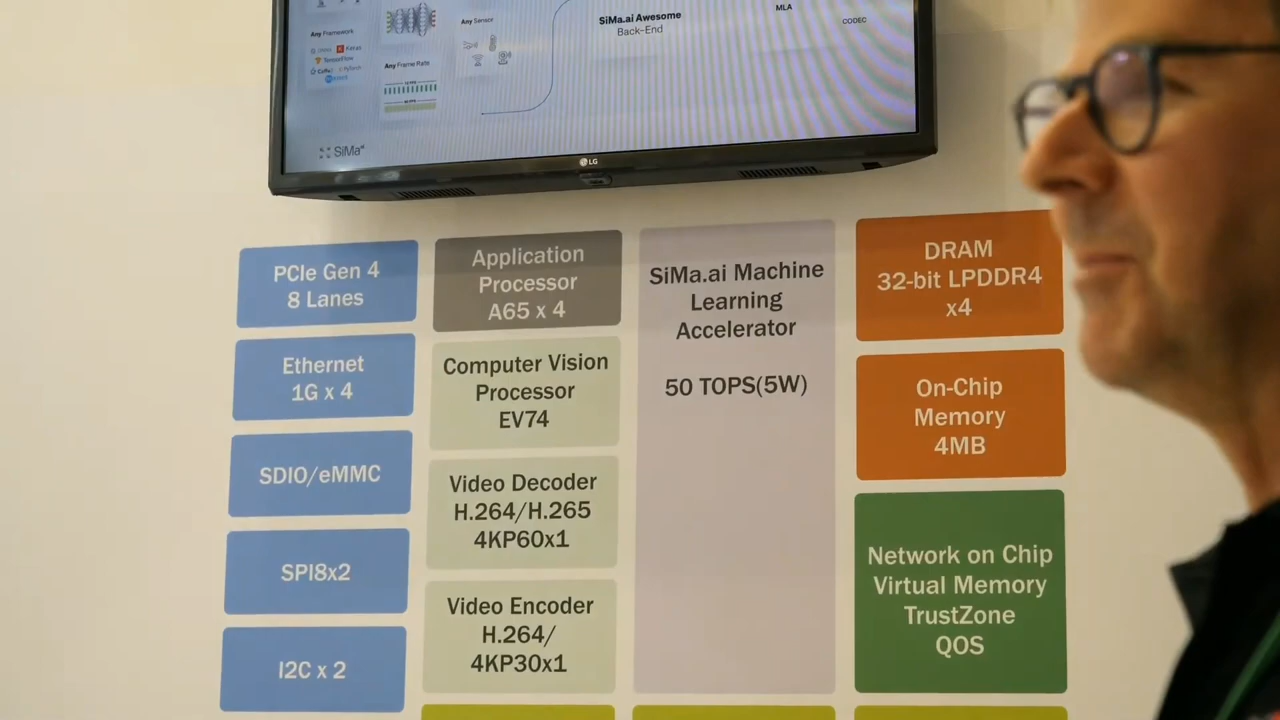 Any Framework
Keras
TensorFlow
Any Frame Rate
Any Sensor
SiMa.ai Awesome
Back-End
MLA
CODEC
SiMa
LG
PCIe Gen 4
8 Lanes
Ethernet
1G x 4
SDIO/eMMC
SPI8x2
I2C x 2
Application
Processor
A65 x 4
Computer Vision
Processor
EV74
Video Decoder
H.264/H.265
4KP60x1
Video Encoder
H.264/
4KP30x1
SiMa.ai Machine
Learning
Accelerator
50 TOPS(5W)
DRAM
32-bit LPDDR4
x4
On-Chip
Memory
4MB
Network on Chip
Virtual Memory
TrustZone
QOS